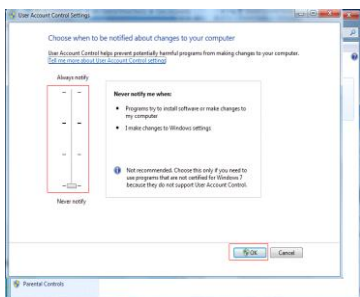 User Account Control Settings
Choose when to be notified about changes to your computer
User Account Control helps prevent potentially harmful programs from making changes to your computer.
Tell me more about User Account Control settings
Always notify
Never notify me when:
Programs try to install software or make changes to
my computer
I make changes to Windows settings
Not recommended. Choose this only if you need to
use programs that are not certified for Windows 7
because they do not support User Account Control.
Never notify
OK
Cancel
Parental Controls